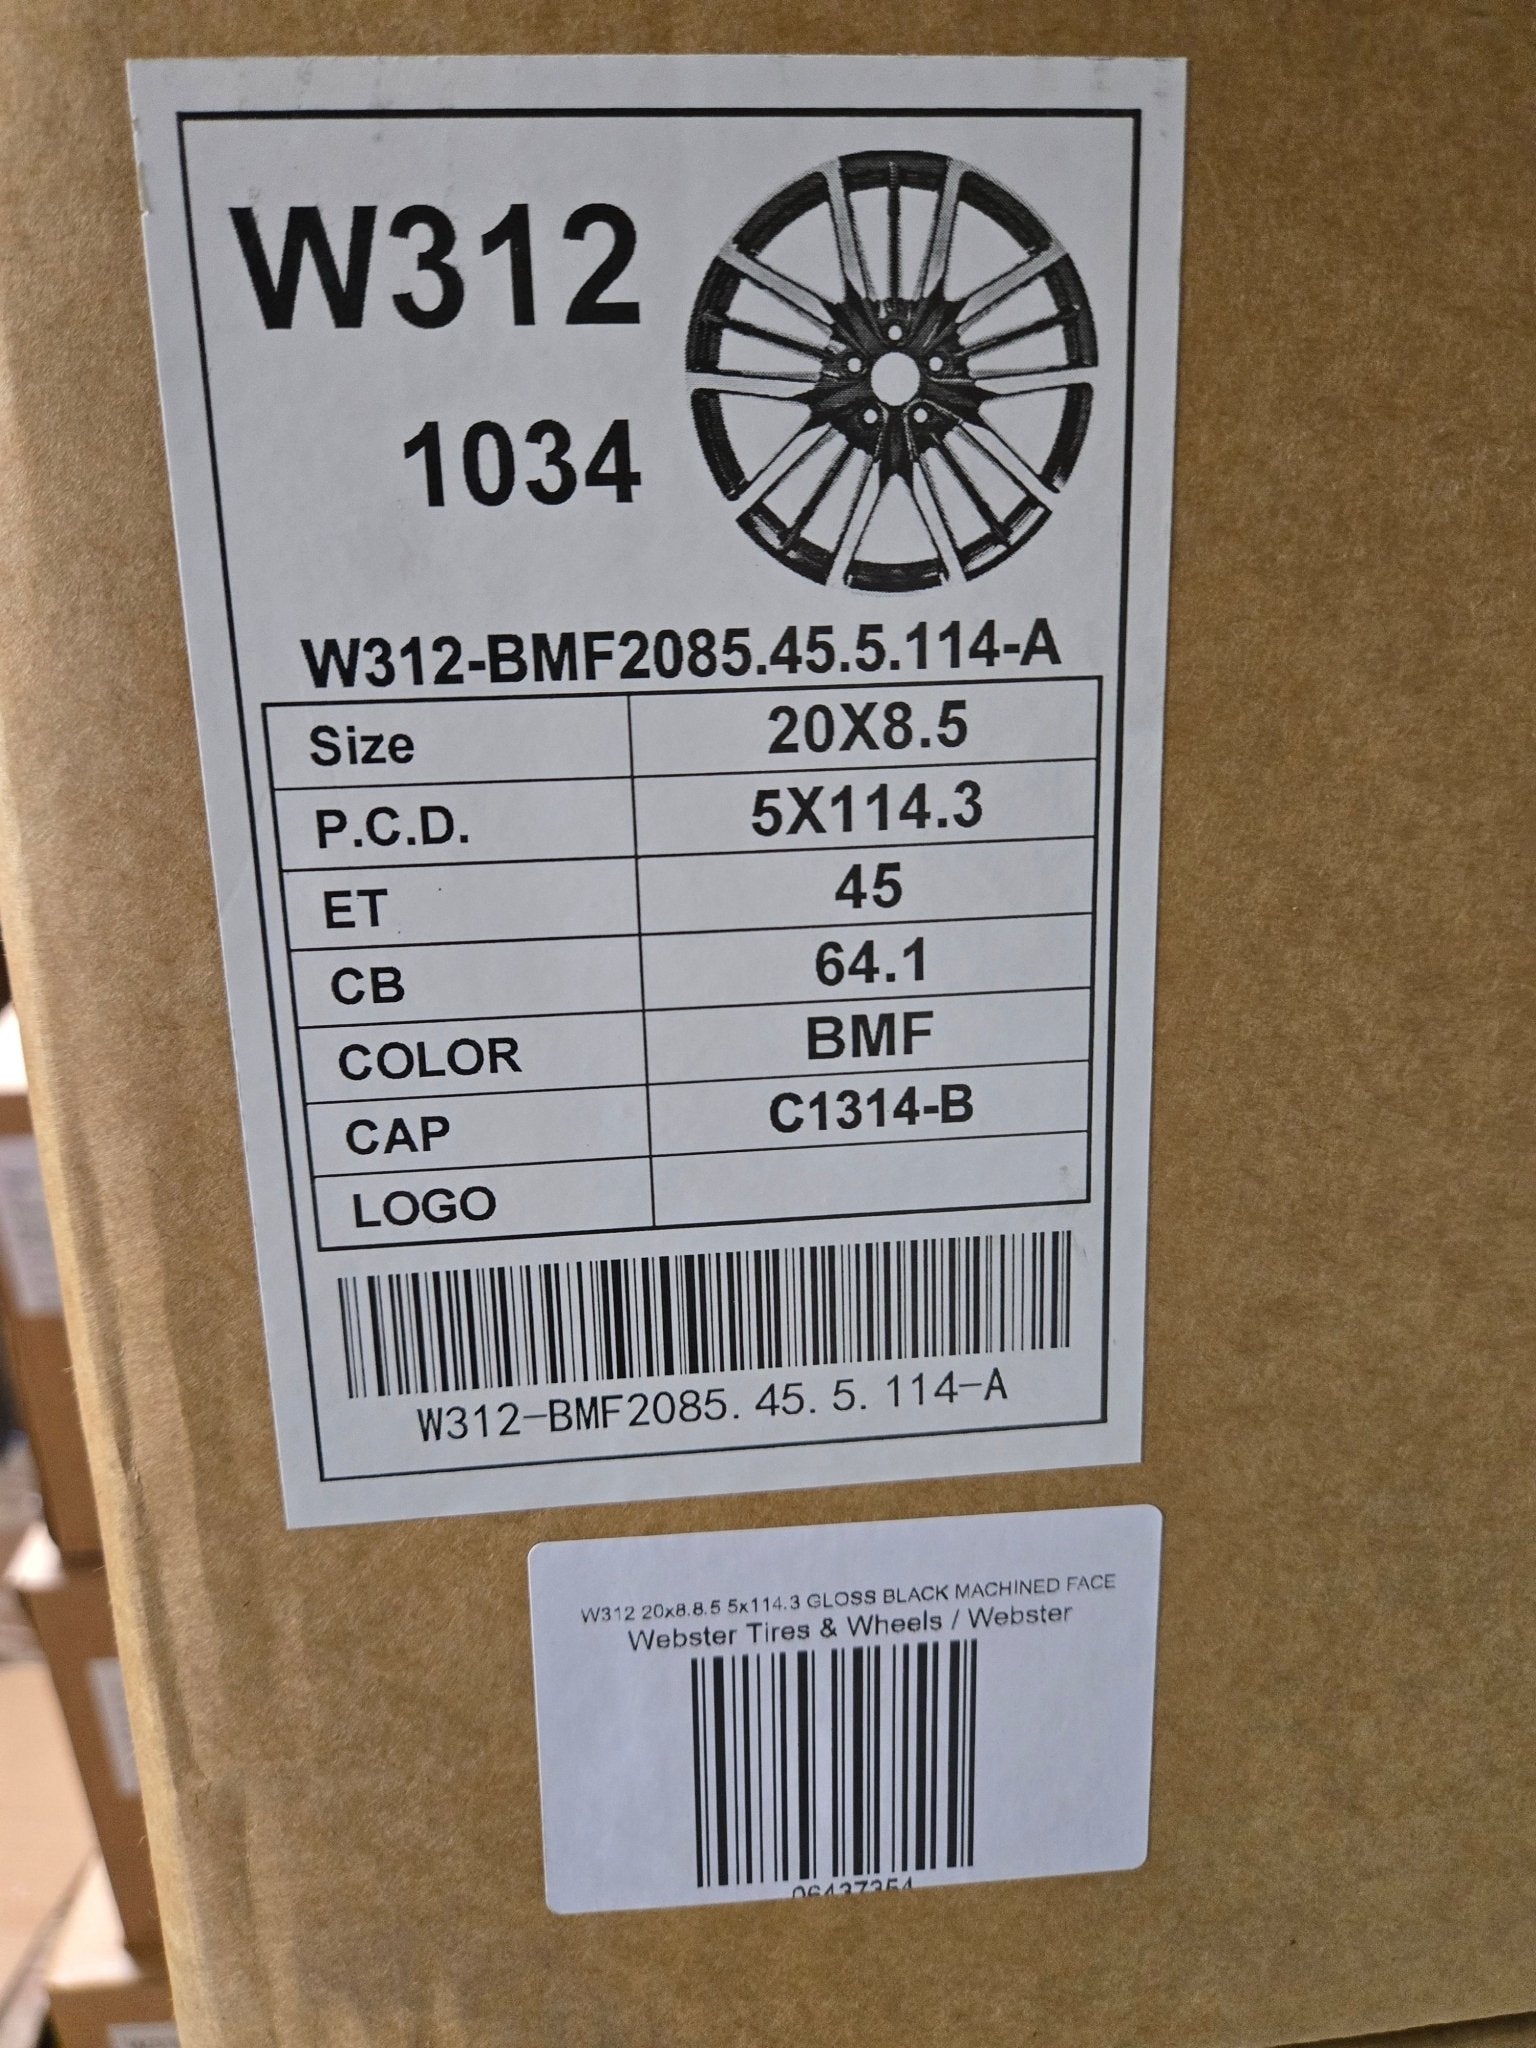 W312
1034
W312-BMF2085.45.5.114-A
Size 20X8.5
P.C.D. 5X114.3
ET 45
CB 64.1
COLOR BMF
CAP C1314-B
LOGO
W312-BMF2085.45.5.114-A
W312 20x8.8.5 5x114.3 GLOSS BLACK MACHINED FACE
Webster Tires & Wheels / Webster
06437354